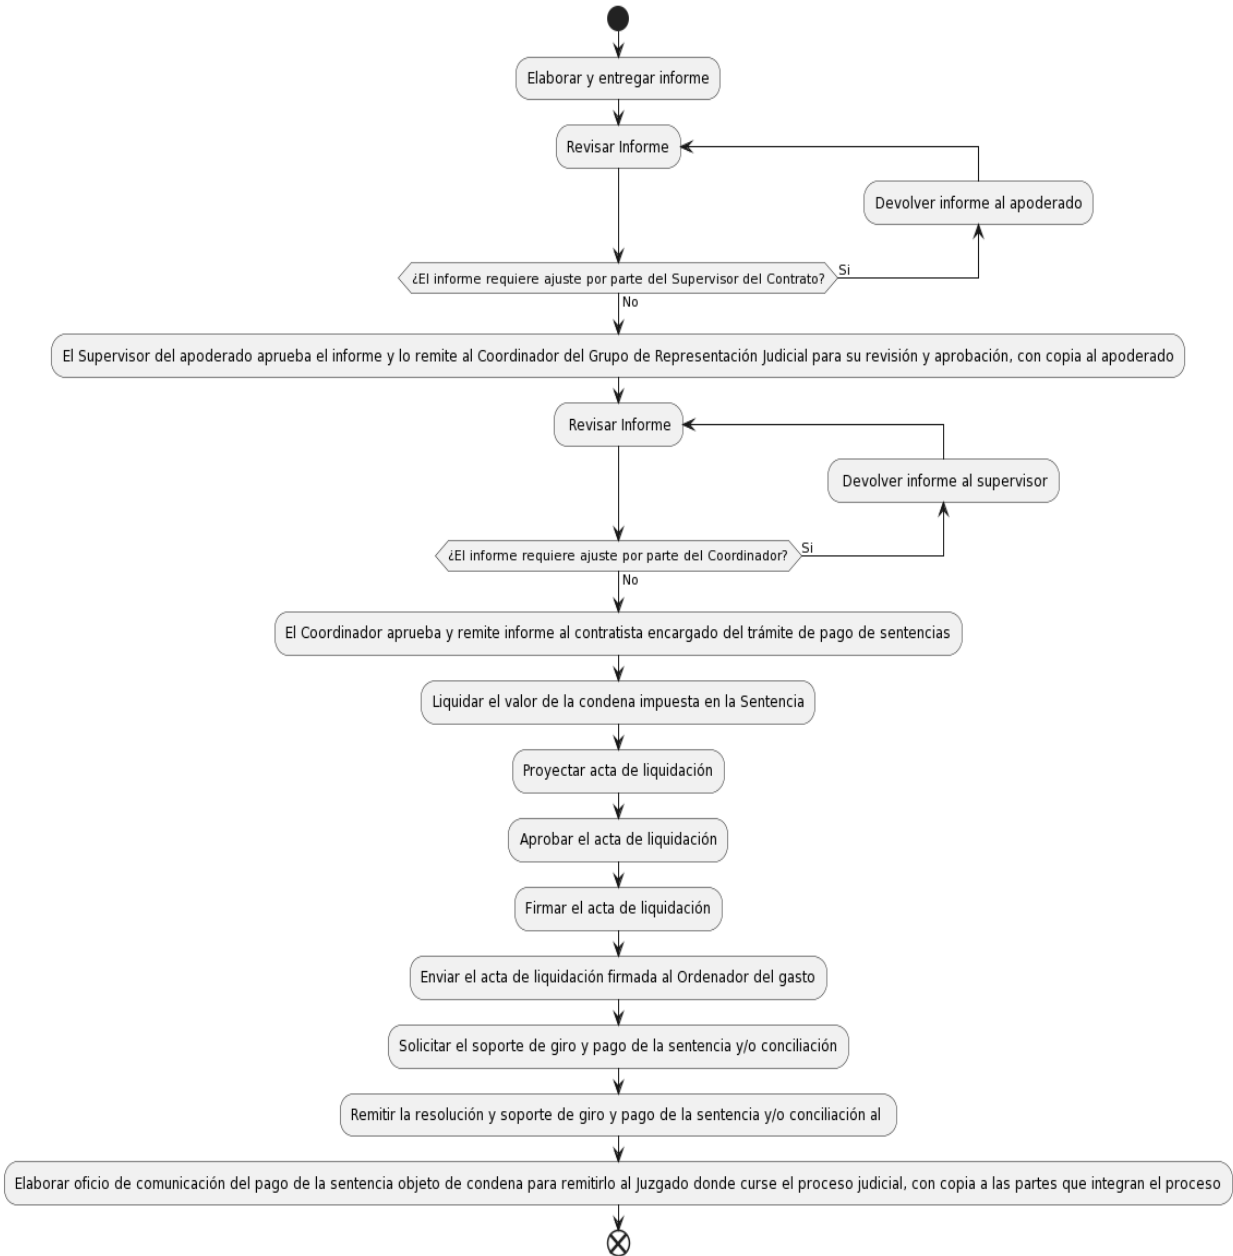 Elaborar y entregar informe
Revisar Informe
Devolver informe al apoderado
¿El informe requiere ajuste por parte del Supervisor del Contrato?
Si
No
El Supervisor del apoderado aprueba el informe y lo remite al Coordinador del Grupo de Representación Judicial para su revisión y aprobación, con copia al apoderado
Revisar Informe
Devolver informe al supervisor
¿El informe requiere ajuste por parte del Coordinador?
Si
No
El Coordinador aprueba y remite informe al contratista encargado del trámite de pago de sentencias
Liquidar el valor de la condena impuesta en la Sentencia
Proyectar acta de liquidación
Aprobar el acta de liquidación
Firmar el acta de liquidación
Enviar el acta de liquidación firmada al Ordenador del gasto
Solicitar el soporte de giro y pago de la sentencia y/o conciliación
Remitir la resolución y soporte de giro y pago de la sentencia y/o conciliación al
Elaborar oficio de comunicación del pago de la sentencia objeto de condena para remitirlo al Juzgado donde curse el proceso judicial, con copia a las partes que integran el proceso